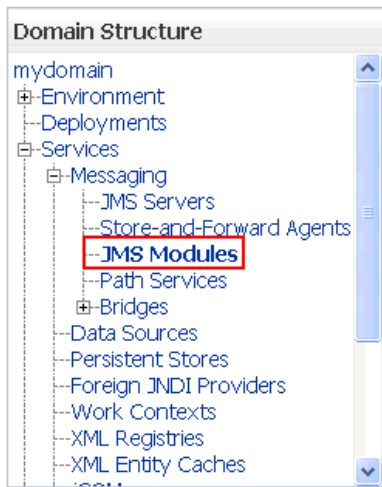 Domain Structure
mydomain
Environment
Deployments
Services
Messaging
JMS Servers
Store-and-Forward Agents
JMS Modules
Path Services
Bridges
Data Sources
Persistent Stores
Foreign JNDI Providers
Work Contexts
XML Registries
XML Entity Caches